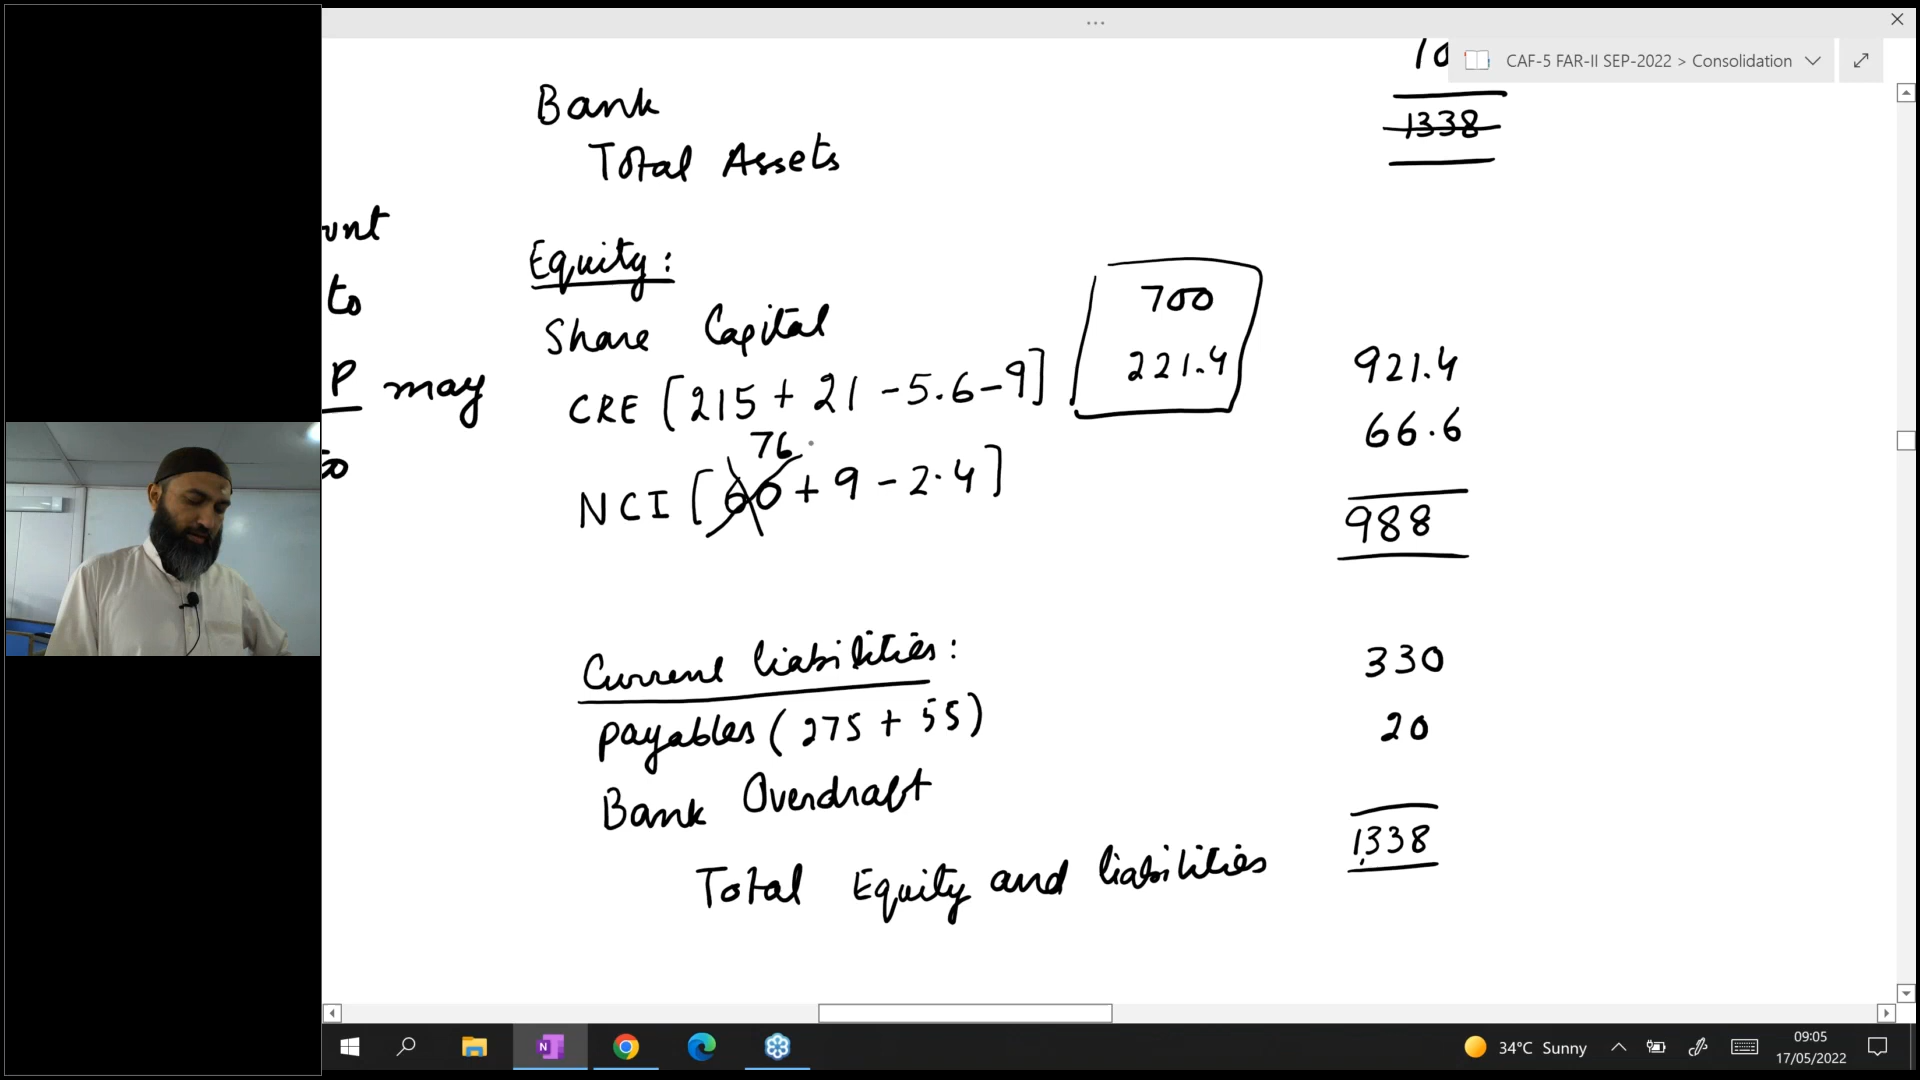 ...
CAF-5 FAR-II SEP-2022 > Consolidation
10
Bank
1338
Total Assets
unt
to
P may
to
Equity:
Share Capital 700
CRE [215 + 21 - 5.6 - 9] 221.4 921.4
76
NCI [60 + 9 - 2.4] 66.6
988
Current liabilities:
Payables (275 + 55) 330
Bank Overdraft 20
Total Equity and liabilities 1338
34°C Sunny
09:05
17/05/2022